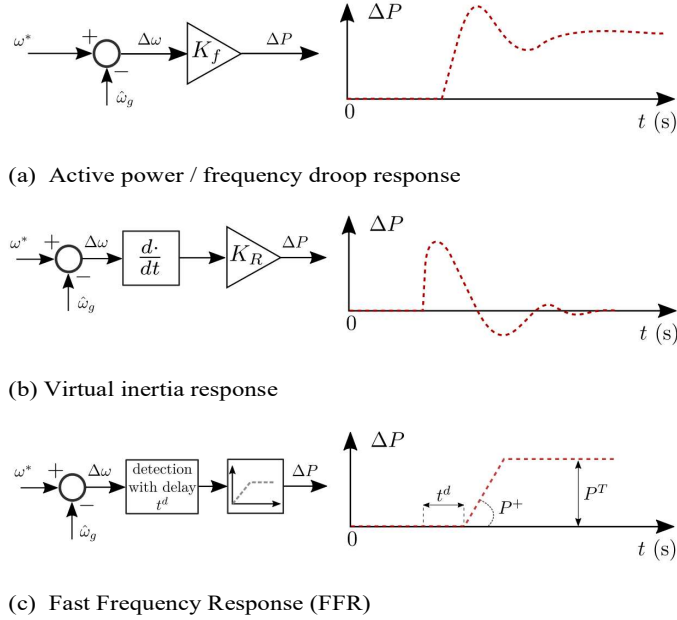 ω* + Δω K_f ΔP
− ω̂_g
ΔP
0 t (s)
(a) Active power / frequency droop response
ω* + Δω d·/dt K_R ΔP
− ω̂_g
ΔP
0
t (s)
(b) Virtual inertia response
ω* + Δω detection with delay t^d ΔP
− ω̂_g
ΔP
t^d P^+ P^T
0 t (s)
(c) Fast Frequency Response (FFR)